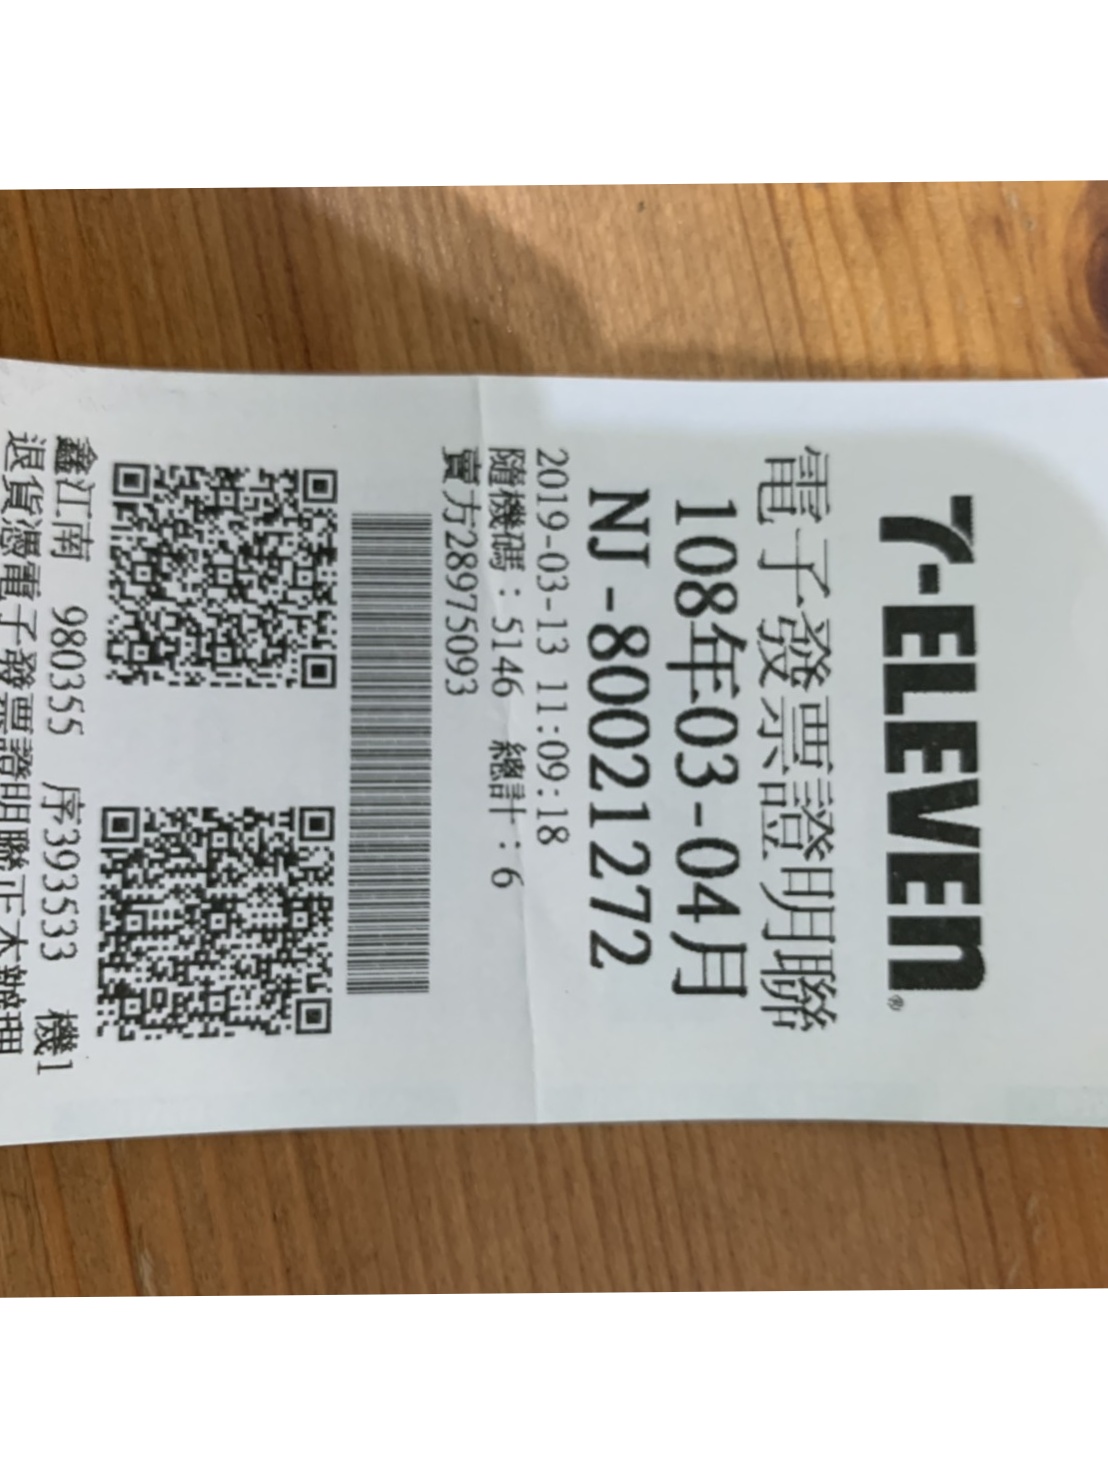 7-ELEVEn®
電子發票證明聯
108年03-04月
NJ-80021272
2019-03-13 11:09:18
隨機碼：5146 總計：6
賣方28975093
鑫江南 980355 序393533 機1
退貨憑電子發票證明聯正本辦理